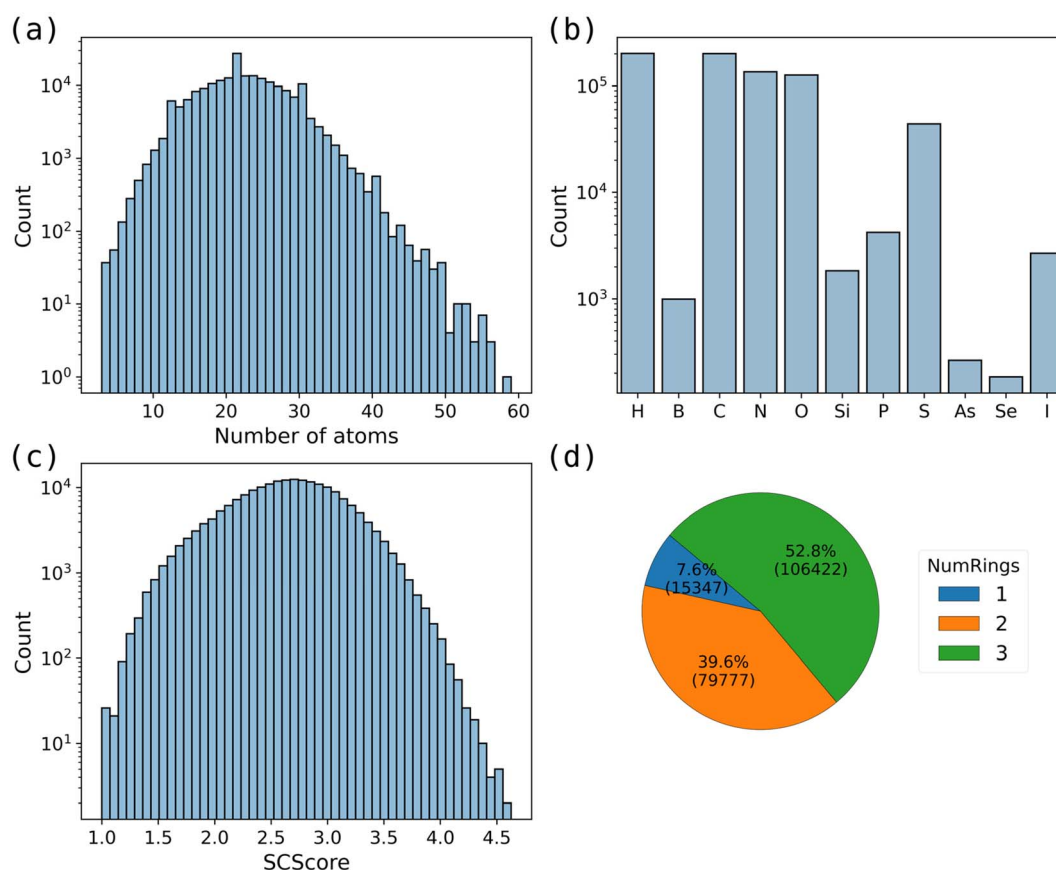 (a)
10⁴
10³
10²
10¹
10⁰
Count
10
20
30
40
50
60
Number of atoms
(b)
10⁵
10⁴
10³
Count
H
B
C
N
O
Si
P
S
As
Se
I
(c)
10⁴
10³
10²
10¹
Count
1.0
1.5
2.0
2.5
3.0
3.5
4.0
4.5
SCScore
(d)
52.8%
(106422)
7.6%
(15347)
39.6%
(79777)
NumRings
1
2
3